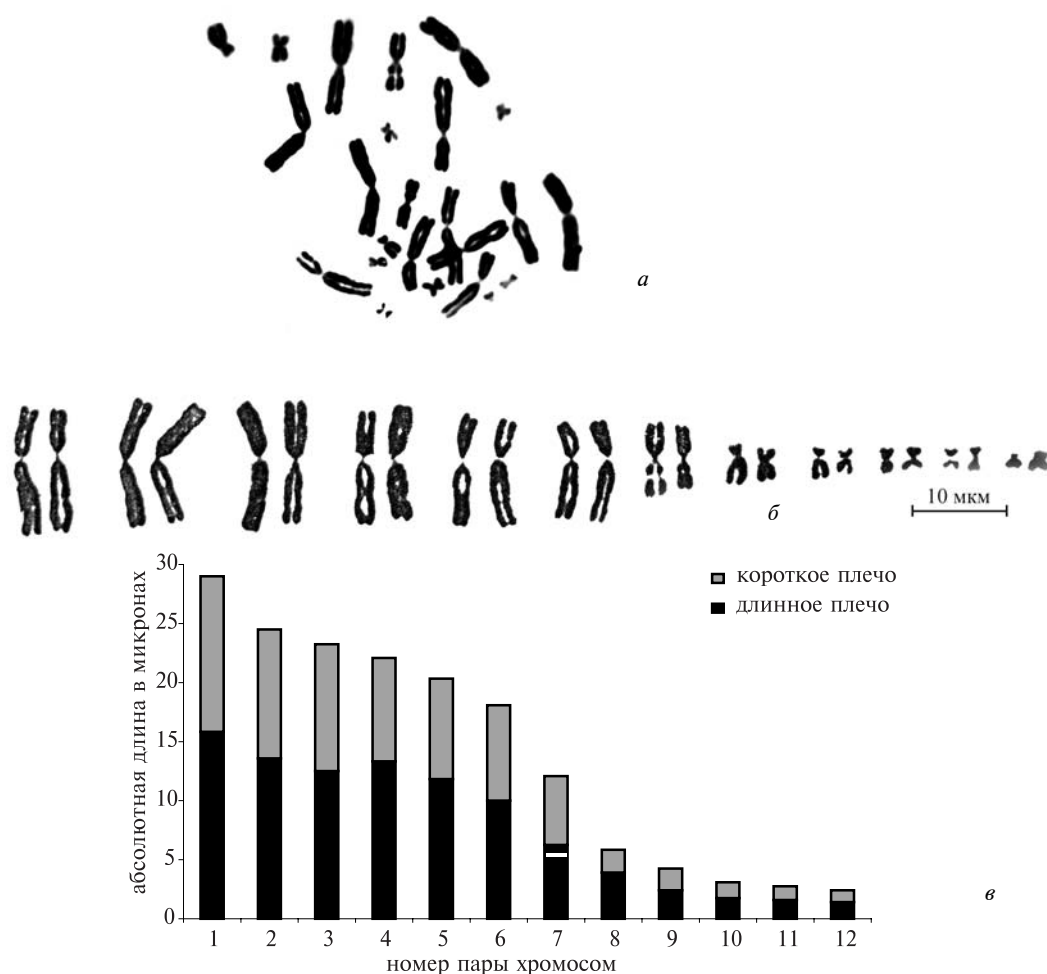 а
10 мкм
б
30
25
20
15
10
5
0
абсолютная длина в микронах
короткое плечо
длинное плечо
1 2 3 4 5 6 7 8 9 10 11 12
номер пары хромосом
в